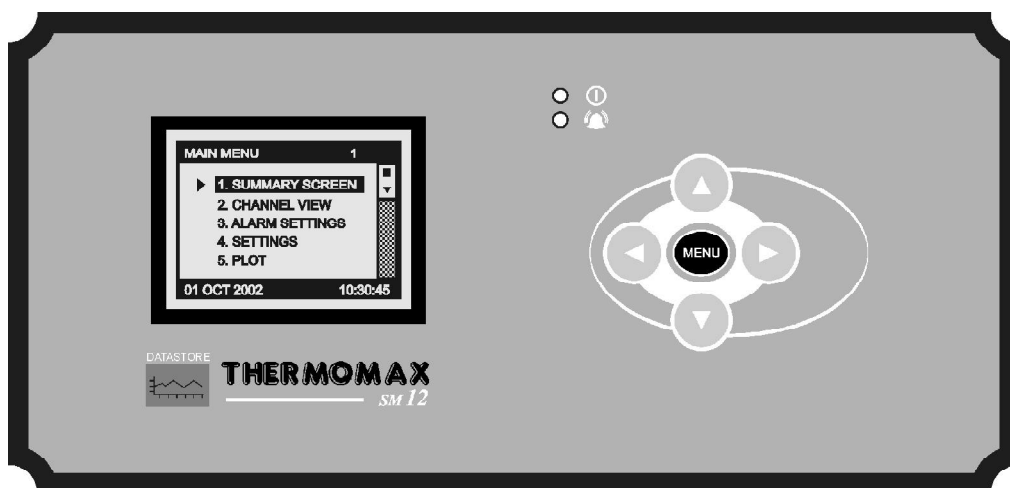 MAIN MENU 1
1. SUMMARY SCREEN
2. CHANNEL VIEW
3. ALARM SETTINGS
4. SETTINGS
5. PLOT
01 OCT 2002 10:30:45
MENU
DATASTORE
THERMOMAX
SM 12